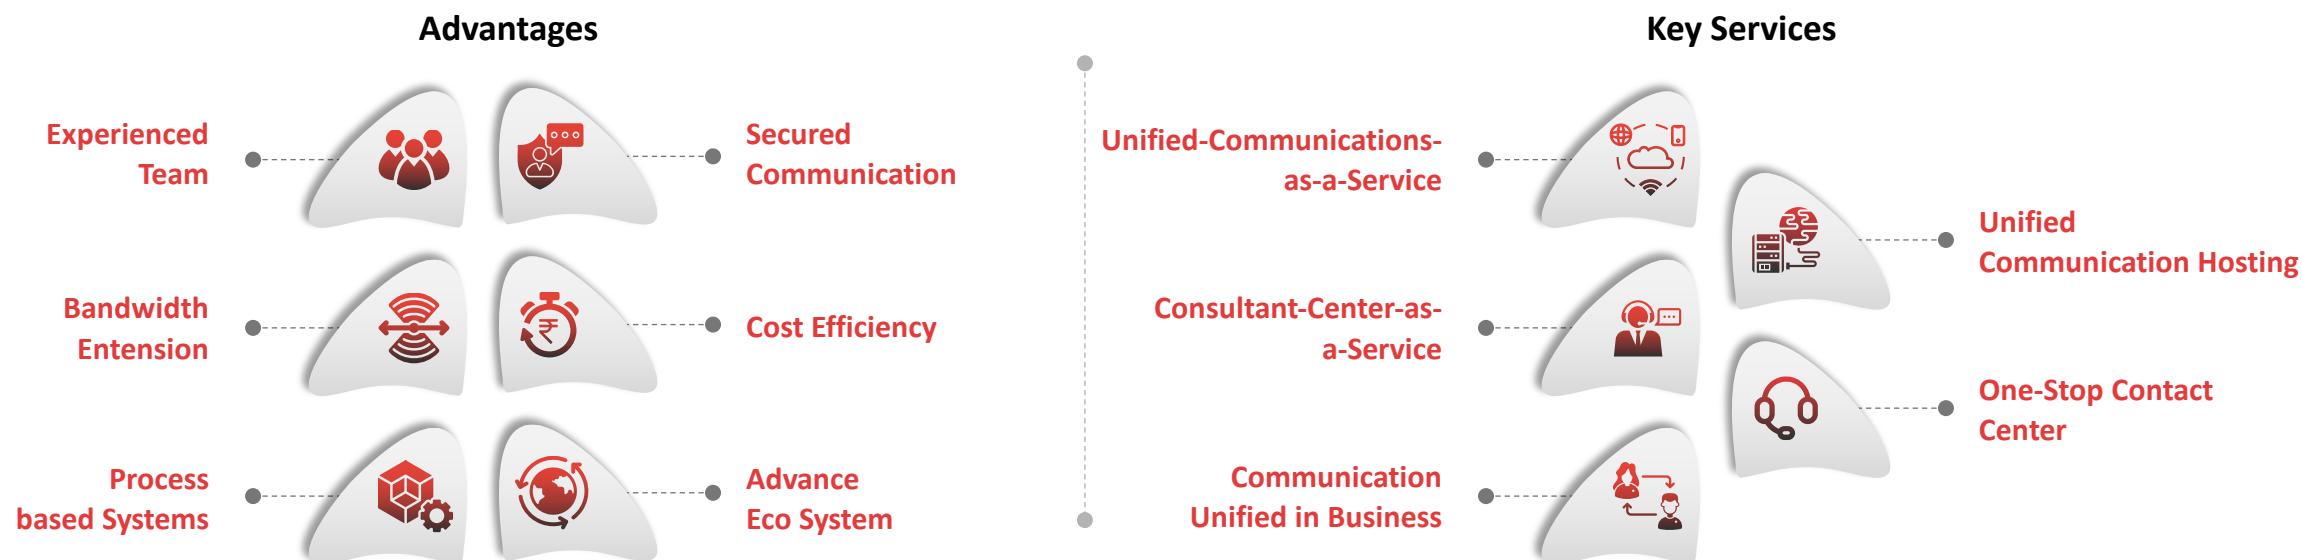 Advantages
Experienced
Team
Secured
Communication
Bandwidth
Entension
Cost Efficiency
Process
based Systems
Advance
Eco System
Key Services
Unified-Communications-
as-a-Service
Unified
Communication Hosting
Consultant-Center-as-
a-Service
One-Stop Contact
Center
Communication
Unified in Business